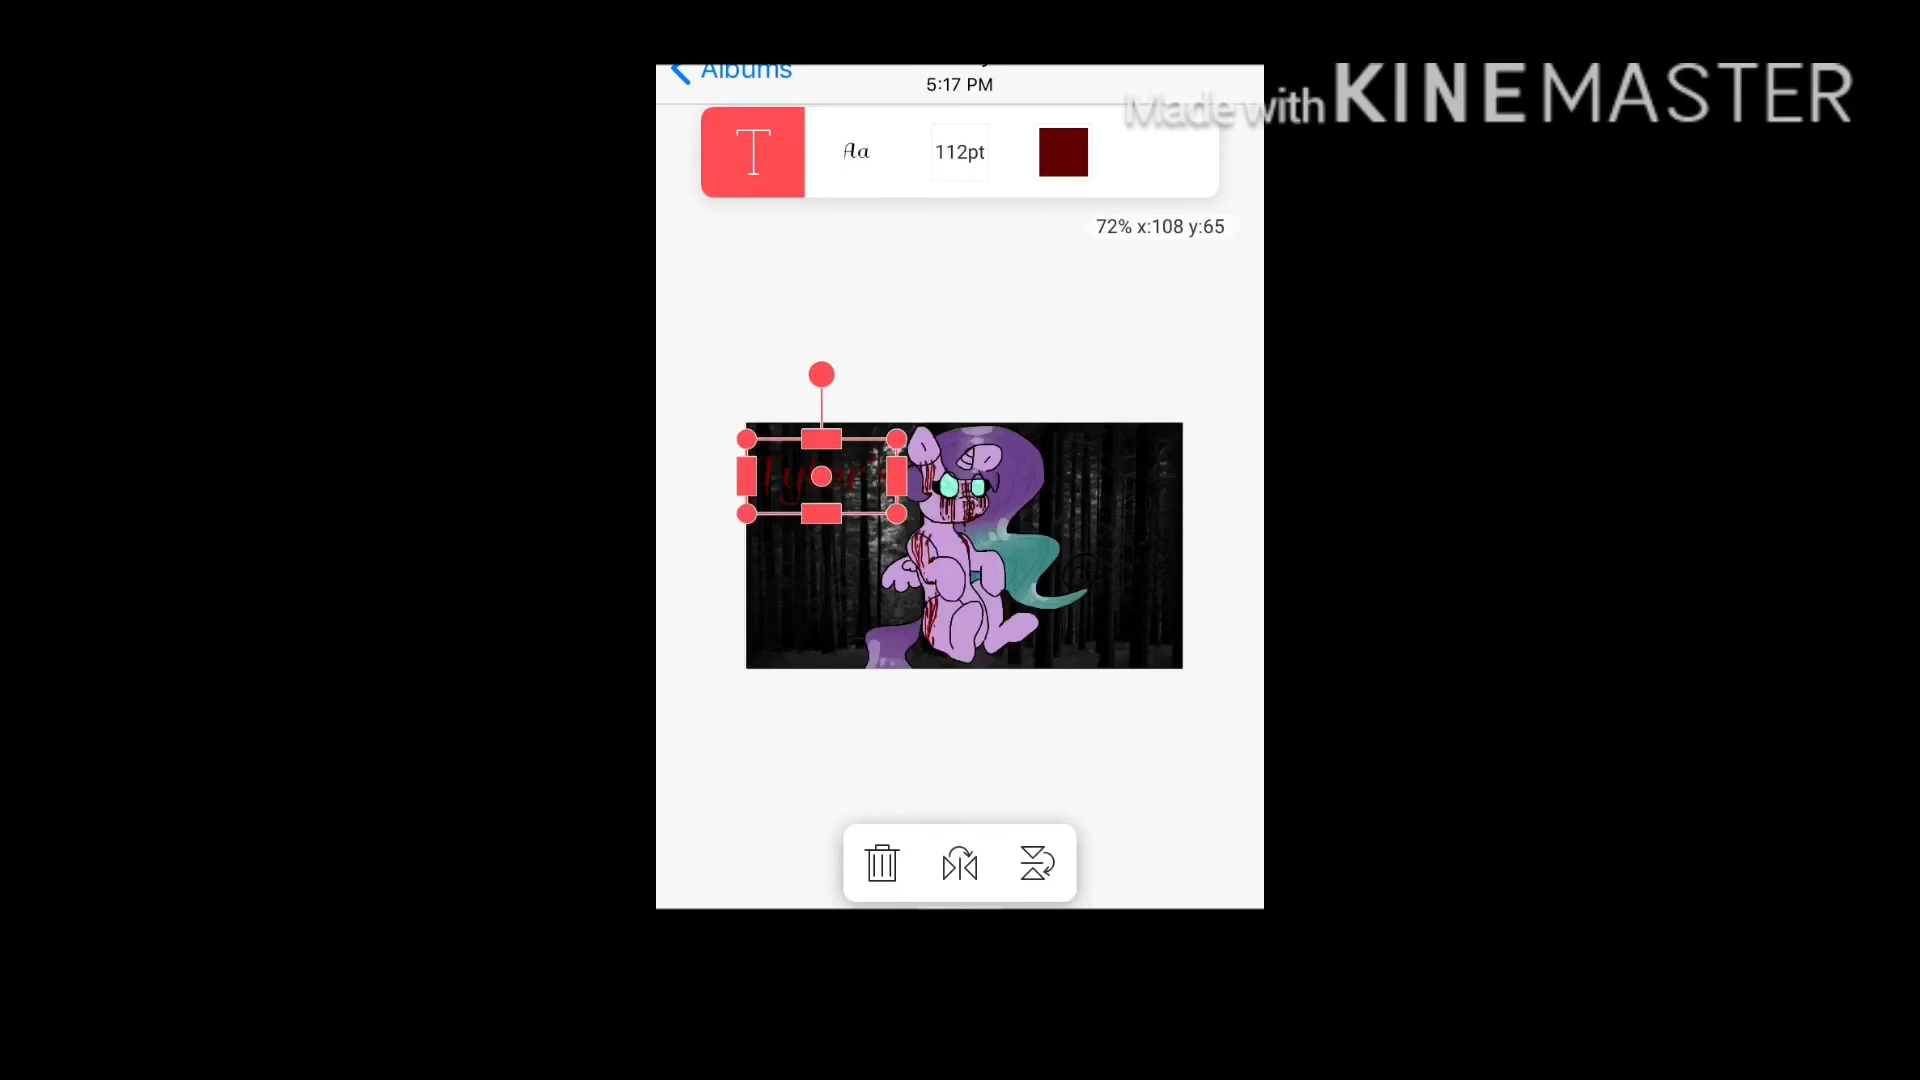 Albums
5:17 PM
Made with KINEMASTER
T Aa 112pt
72% x:108 y:65